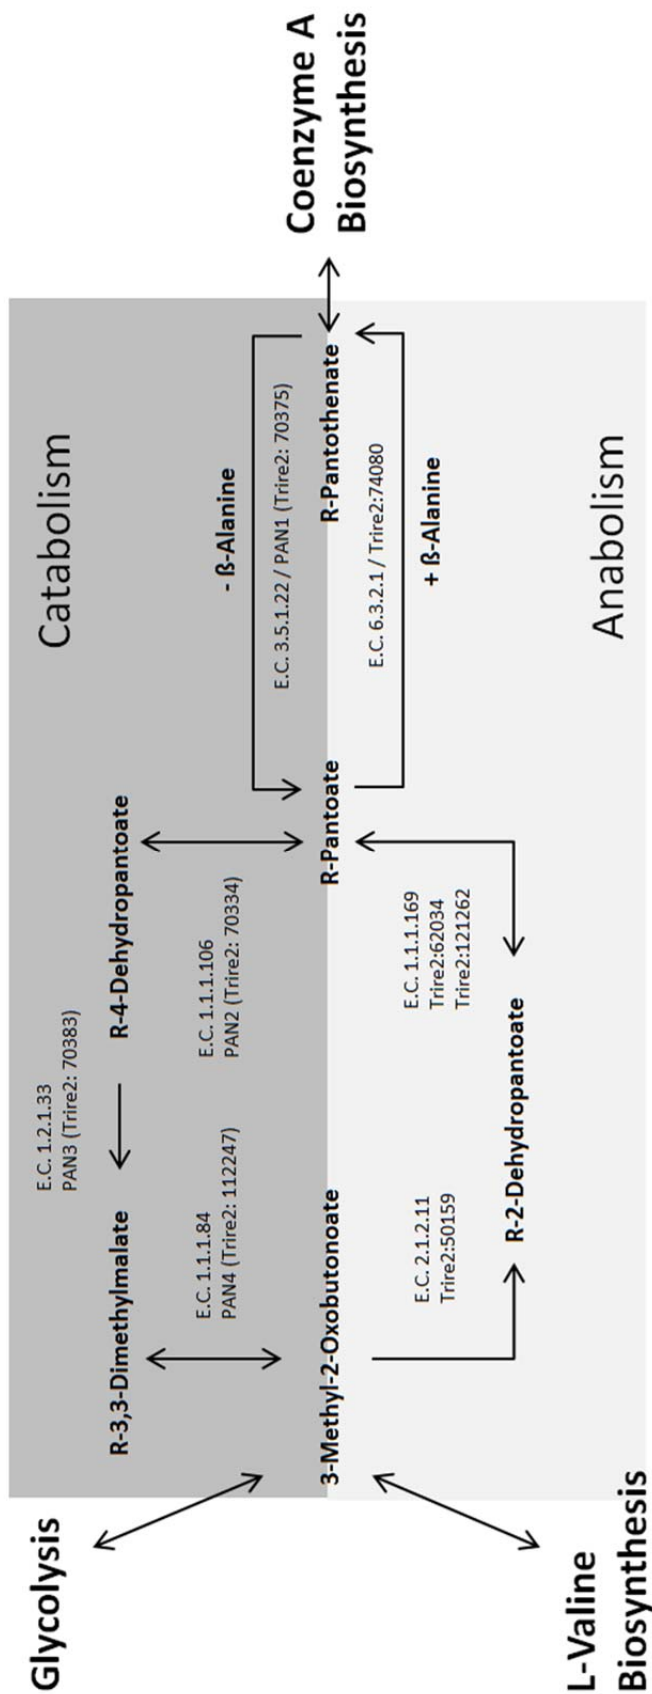 Glycolysis
Catabolism
E.C. 1.2.1.33
PAN3 (Trire2: 70383)
R-3,3-Dimethylmalate
R-4-Dehydropantoate
E.C. 1.1.1.84
PAN4 (Trire2: 112247)
E.C. 1.1.1.106
PAN2 (Trire2: 70334)
- ß-Alanine
E.C. 3.5.1.22 / PAN1 (Trire2: 70375)
3-Methyl-2-Oxobutonoate
R-Pantoate
R-Pantothenate
Coenzyme A
Biosynthesis
E.C. 6.3.2.1 / Trire2:74080
+ ß-Alanine
E.C. 2.1.2.11
Trire2:50159
E.C. 1.1.1.169
Trire2:62034
Trire2:121262
R-2-Dehydropantoate
Anabolism
L-Valine
Biosynthesis